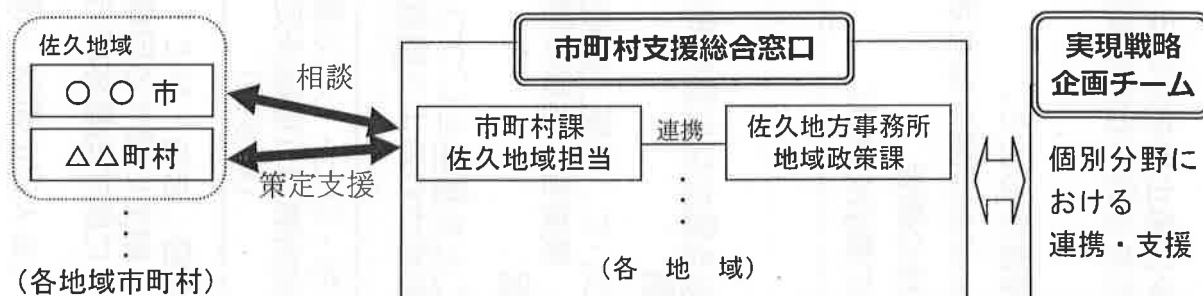 佐久地域
○ ○ 市
△△町村
(各地域市町村)
相談
策定支援
市町村支援総合窓口
市町村課
佐久地域担当
連携
佐久地方事務所
地域政策課
(各 地 域)
実現戦略
企画チーム
個別分野に
おける
連携・支援